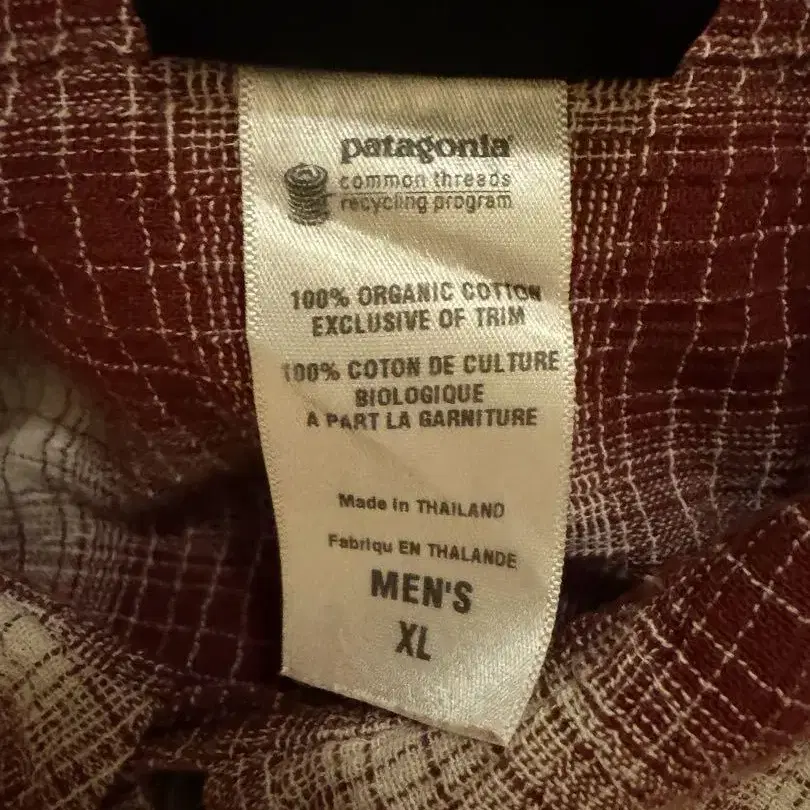 patagonia
common threads
recycling program
100% ORGANIC COTTON
EXCLUSIVE OF TRIM
100% COTON DE CULTURE
BIOLOGIQUE
A PART LA GARNITURE
Made in THAILAND
Fabriqu EN THALANDE
MEN'S
XL